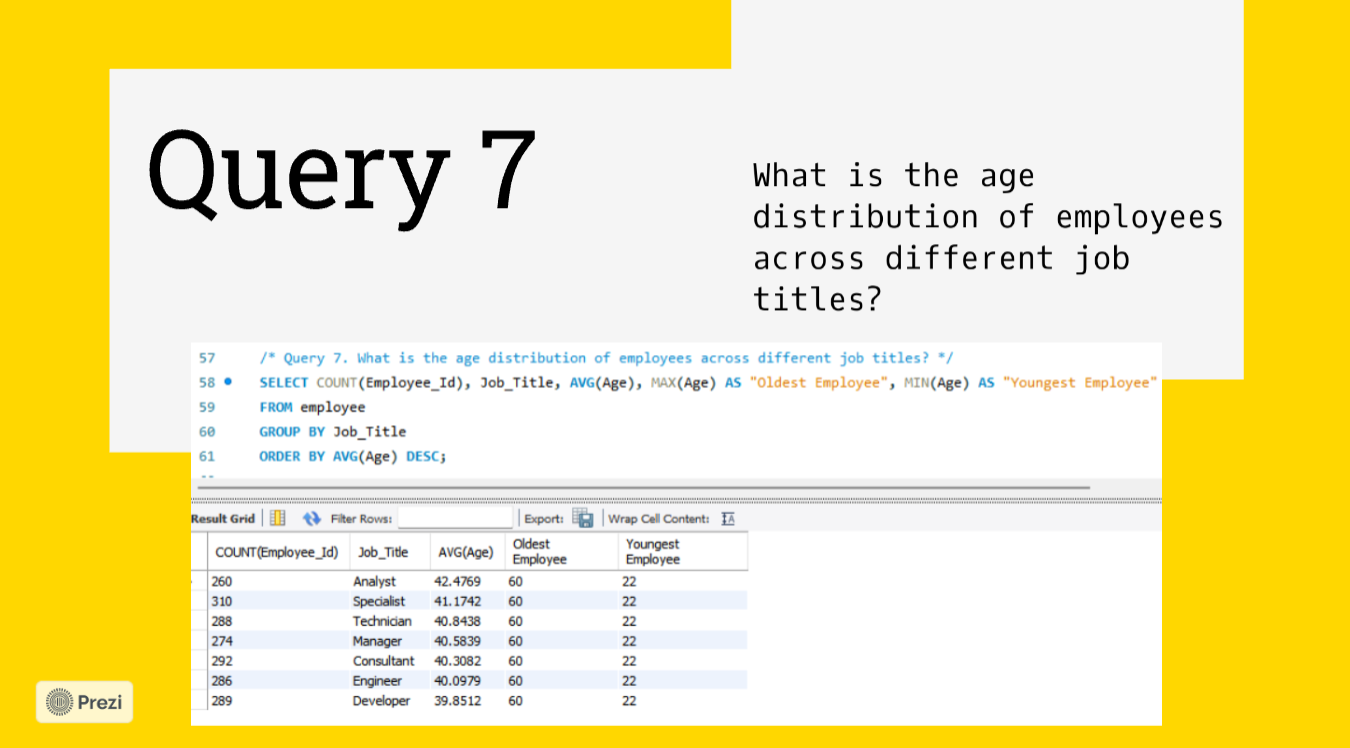 Query 7
What is the age
distribution of employees
across different job
titles?
57 /* Query 7. What is the age distribution of employees across different job titles? */
58 SELECT COUNT(Employee_Id), Job_Title, AVG(Age), MAX(Age) AS "Oldest Employee", MIN(Age) AS "Youngest Employee"
59 FROM employee
60 GROUP BY Job_Title
61 ORDER BY AVG(Age) DESC;
Result Grid Filter Rows: Export: Wrap Cell Content:
COUNT(Employee_Id) Job_Title AVG(Age) Oldest Employee Youngest Employee
260 Analyst 42.4769 60 22
310 Specialist 41.1742 60 22
288 Technician 40.8438 60 22
274 Manager 40.5839 60 22
292 Consultant 40.3082 60 22
286 Engineer 40.0979 60 22
289 Developer 39.8512 60 22
Prezi